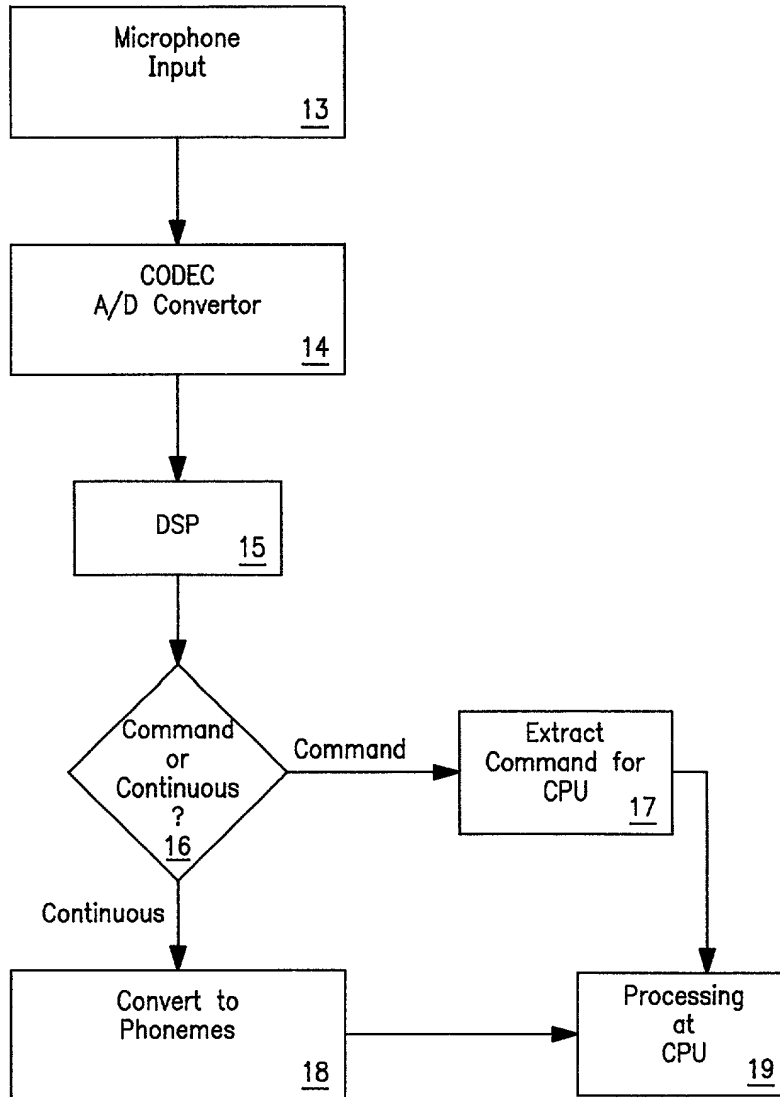 Microphone
Input
13
CODEC
A/D Convertor
14
DSP
15
Command
or
Continuous
?
16
Command
Extract
Command for
CPU
17
Continuous
Convert to
Phonemes
18
Processing
at
CPU
19